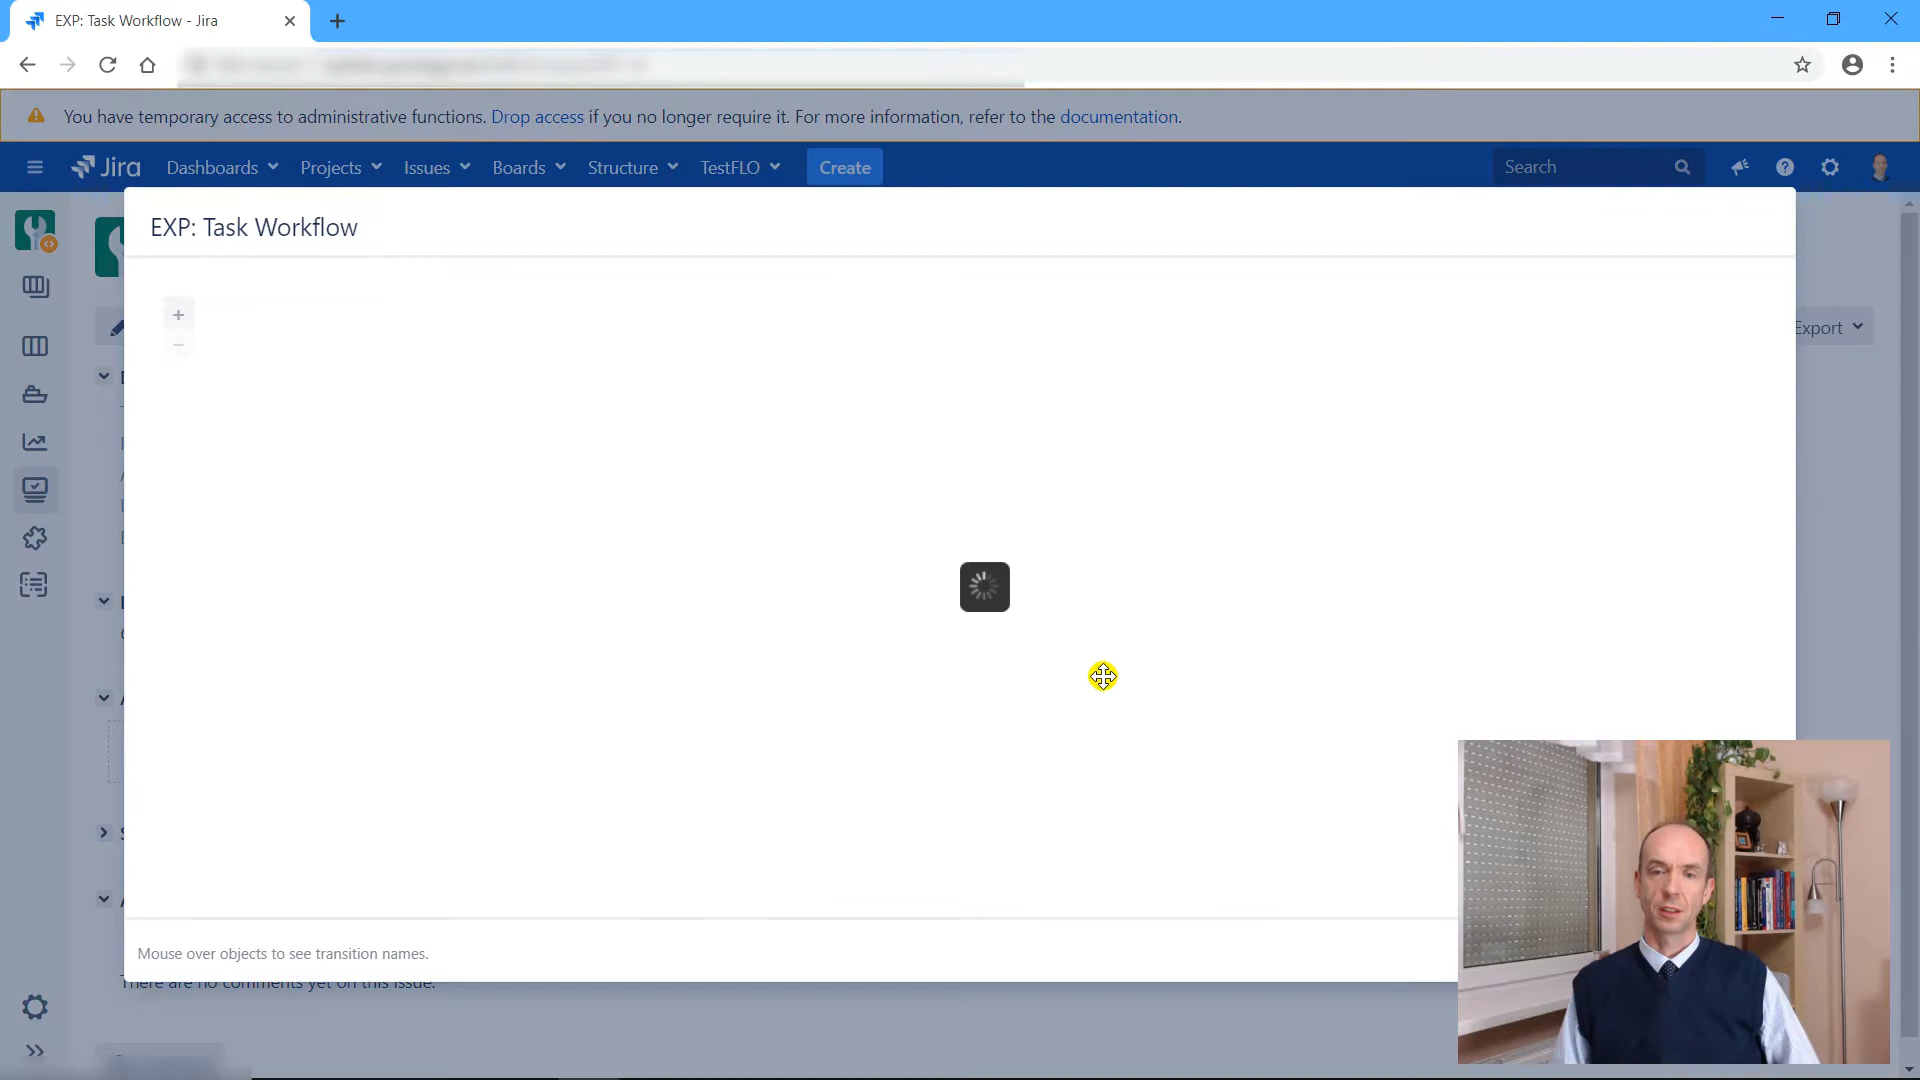 EXP: Task Workflow - Jira
You have temporary access to administrative functions. Drop access if you no longer require it. For more information, refer to the documentation.
Jira Dashboards Projects Issues Boards Structure TestFLO Create Search
EXP: Task Workflow
Export
Mouse over objects to see transition names.
There are no comments yet on this issue.